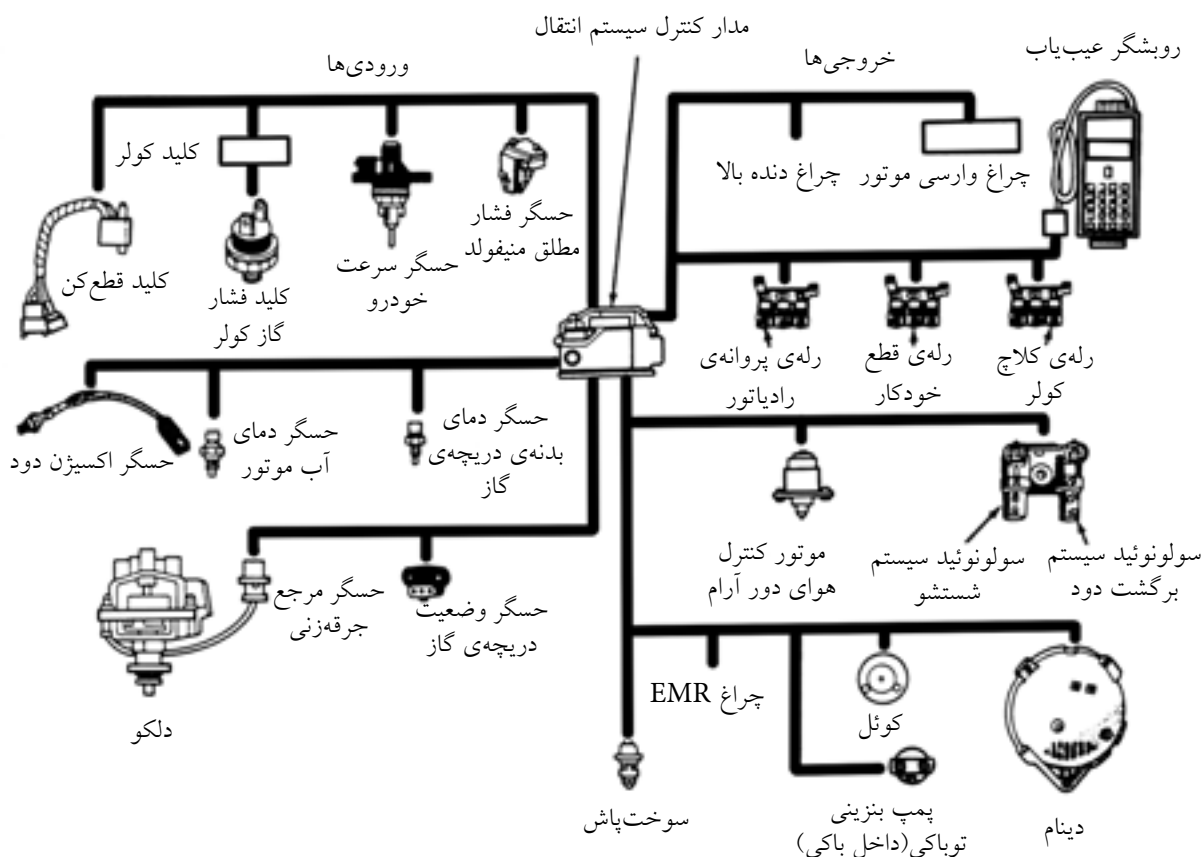 مدار کنترل سیستم انتقال
ورودی‌ها
خروجی‌ها
روبشگر عیب‌یاب
کلید کولر
چراغ دنده بالا
چراغ وارسی موتور
حسگر فشار
مطلق منیفولد
حسگر سرعت
خودرو
کلید فشار
گاز کولر
کلید قطع‌کن
رله‌ی کلاچ
کولر
رله‌ی قطع
خودکار
رله‌ی پروانه‌ی
رادیاتور
حسگر دمای
بدنه‌ی دریچه‌ی
گاز
حسگر دمای
آب موتور
حسگر اکسیژن دود
سولونوئید سیستم
برگشت دود
سولونوئید سیستم
شستشو
موتور کنترل
هوای دور آرام
حسگر وضعیت
دریچه‌ی گاز
حسگر مرجع
جرقه‌زنی
دلکو
چراغ EMR
کوئل
دینام
پمپ بنزینی
توباکی(داخل باکی)
سوخت‌پاش